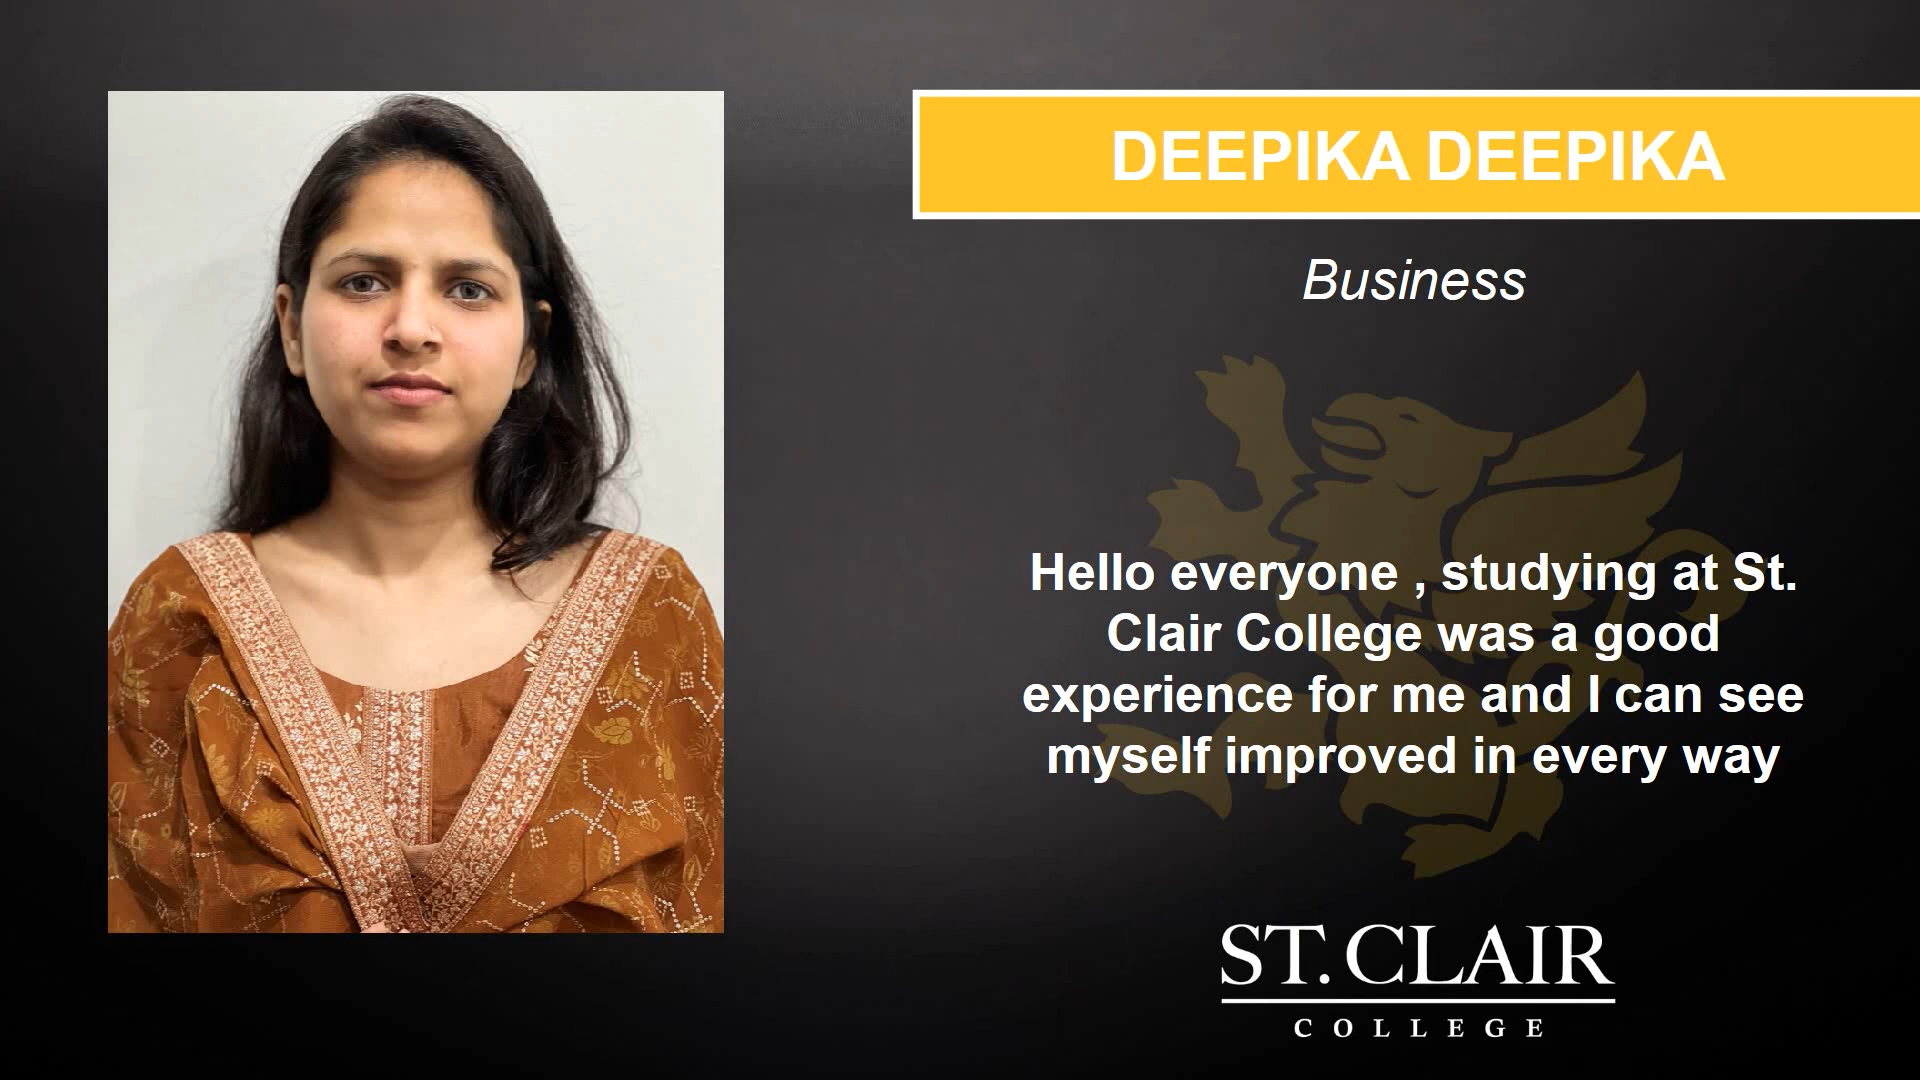 DEEPIKA DEEPIKA
Business
Hello everyone , studying at St.
Clair College was a good
experience for me and I can see
myself improved in every way
ST. CLAIR
COLLEGE